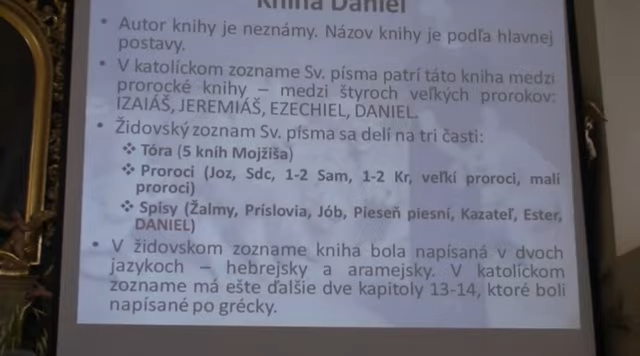 Kniha Daniel
• Autor knihy je neznámy. Názov knihy je podľa hlavnej
postavy.
• V katolíckom zozname Sv. písma patrí táto kniha medzi
prorocké knihy – medzi štyroch veľkých prorokov:
IZAIÁŠ, JEREMIÁŠ, EZECHIEL, DANIEL.
• Židovský zoznam Sv. písma sa delí na tri časti:
❖ Tóra (5 kníh Mojžiša)
❖ Proroci (Joz, Sdc, 1-2 Sam, 1-2 Kr, veľkí proroci, malí
proroci)
❖ Spisy (Žalmy, Príslovia, Jób, Pieseň piesní, Kazateľ, Ester,
DANIEL)
• V židovskom zozname kniha bola napísaná v dvoch
jazykoch – hebrejsky a aramejsky. V katolíckom
zozname má ešte ďalšie dve kapitoly 13-14, ktoré boli
napísané po grécky.